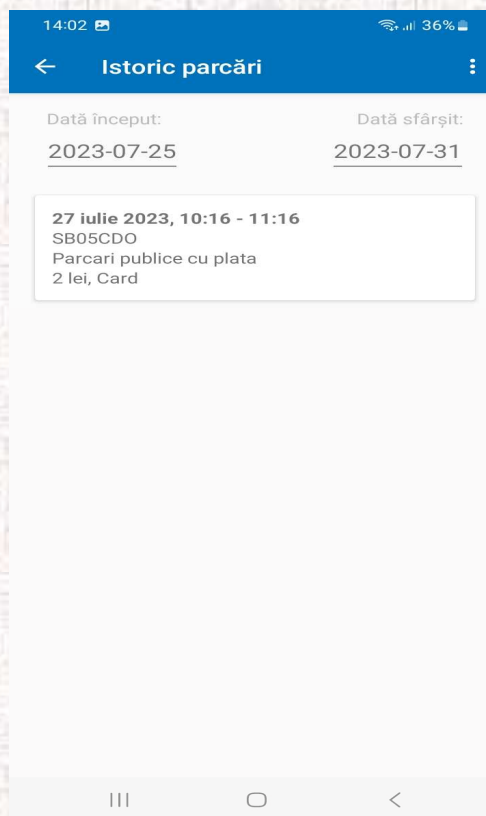 14:02 36%
Istoric parcări
Dată început: Dată sfârșit:
2023-07-25 2023-07-31
27 iulie 2023, 10:16 - 11:16
SB05CDO
Parcari publice cu plata
2 lei, Card